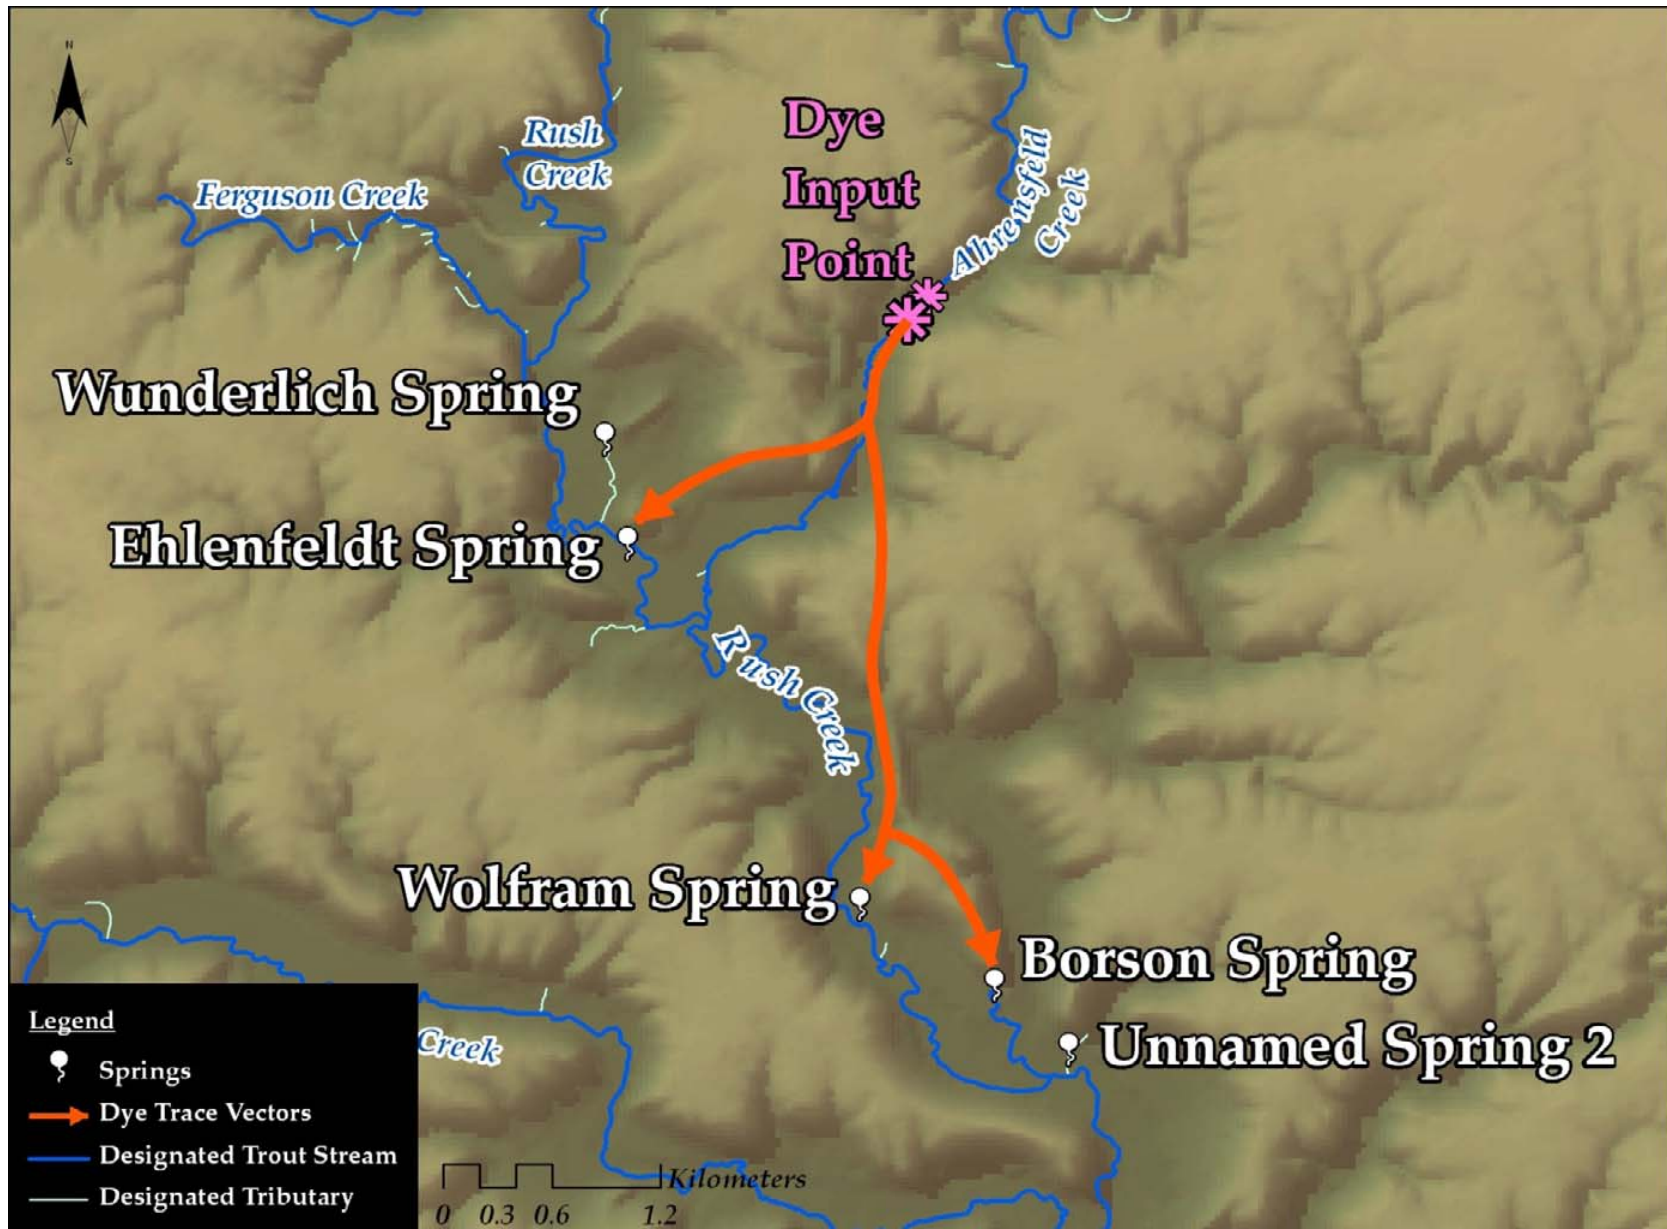 N
S
Rush
Creek
Ferguson Creek
Dye
Input
Point
Ahrensfeld
Creek
Wunderlich Spring
Ehlenfeldt Spring
Rush Creek
Wolfram Spring
Borson Spring
Unnamed Spring 2
Creek
Legend
Springs
Dye Trace Vectors
Designated Trout Stream
Designated Tributary
Kilometers
0 0.3 0.6 1.2